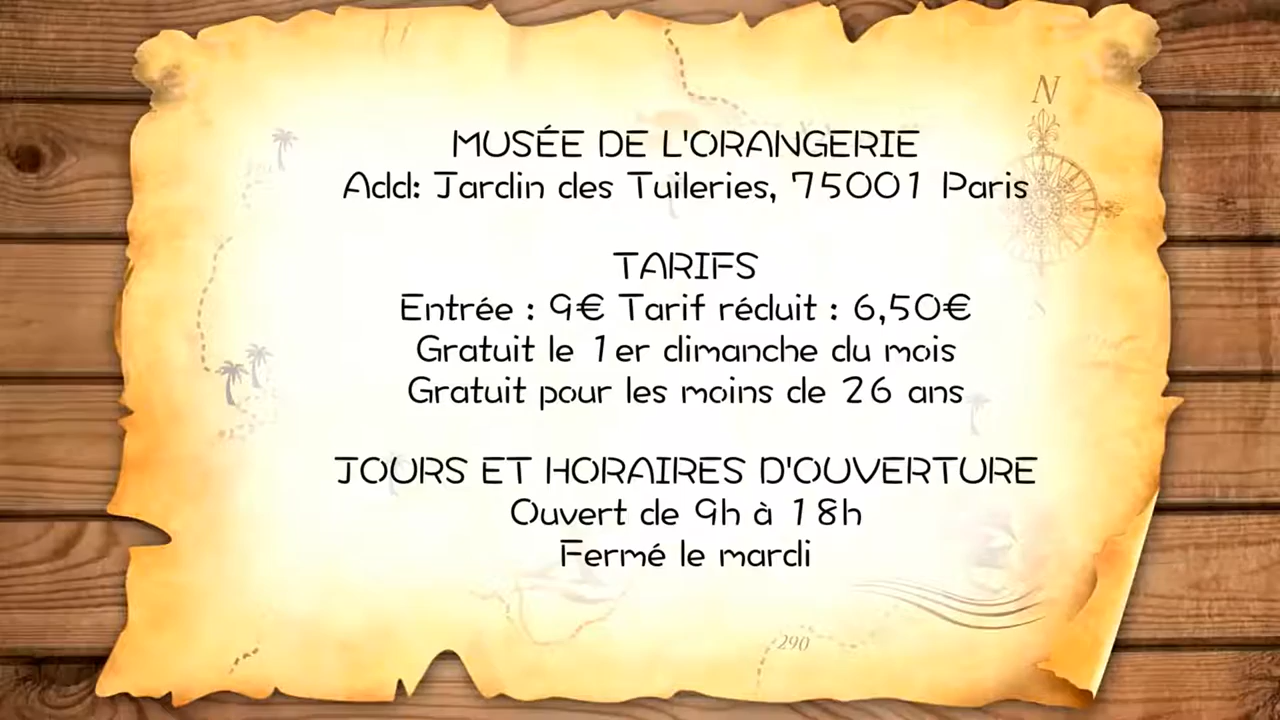 N
MUSÉE DE L'ORANGERIE
Add: Jardin des Tuileries, 75001 Paris
TARIFS
Entrée : 9€ Tarif réduit : 6,50€
S
Gratuit le 1er dimanche du mois
Gratuit pour les moins de 26 ans
JOURS ET HORAIRES D'OUVERTURE
Ouvert de 9h à 18h
Fermé le mardi
290